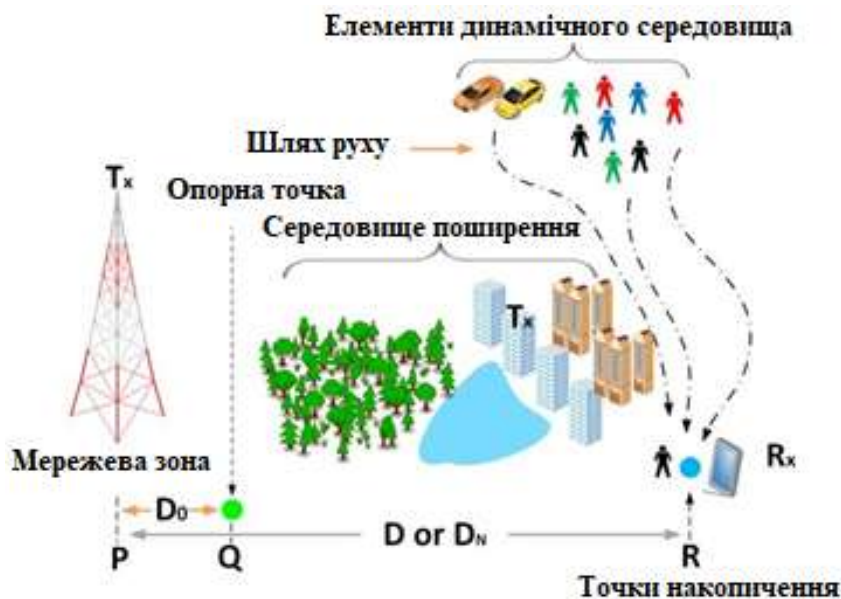 Елементи динамічного середовища
Шлях руху
Tx
Опорна точка
Середовище поширення
Tx
Мережева зона
Rx
D0
D or DN
P
Q
R
Точки накопичення